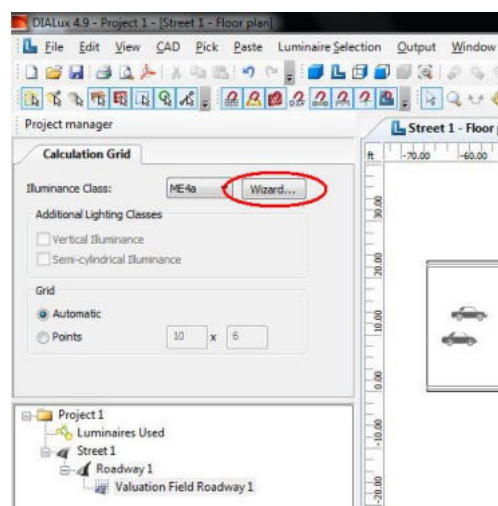 DIALux 4.9 - Project 1 - [Street 1 - Floor plan]
File Edit View CAD Pick Paste Luminaire Selection Output Window
Project manager
Street 1 - Floor
Calculation Grid
ft -70.00 -60.00
Illuminance Class: ME4a Wizard...
Additional Lighting Classes
Vertical Illuminance
Semi-cylindrical Illuminance
Grid
Automatic
Points 10 x 6
30.00
20.00
10.00
0.00
-10.00
-20.00
Project 1
Luminaires Used
Street 1
Roadway 1
Valuation Field Roadway 1